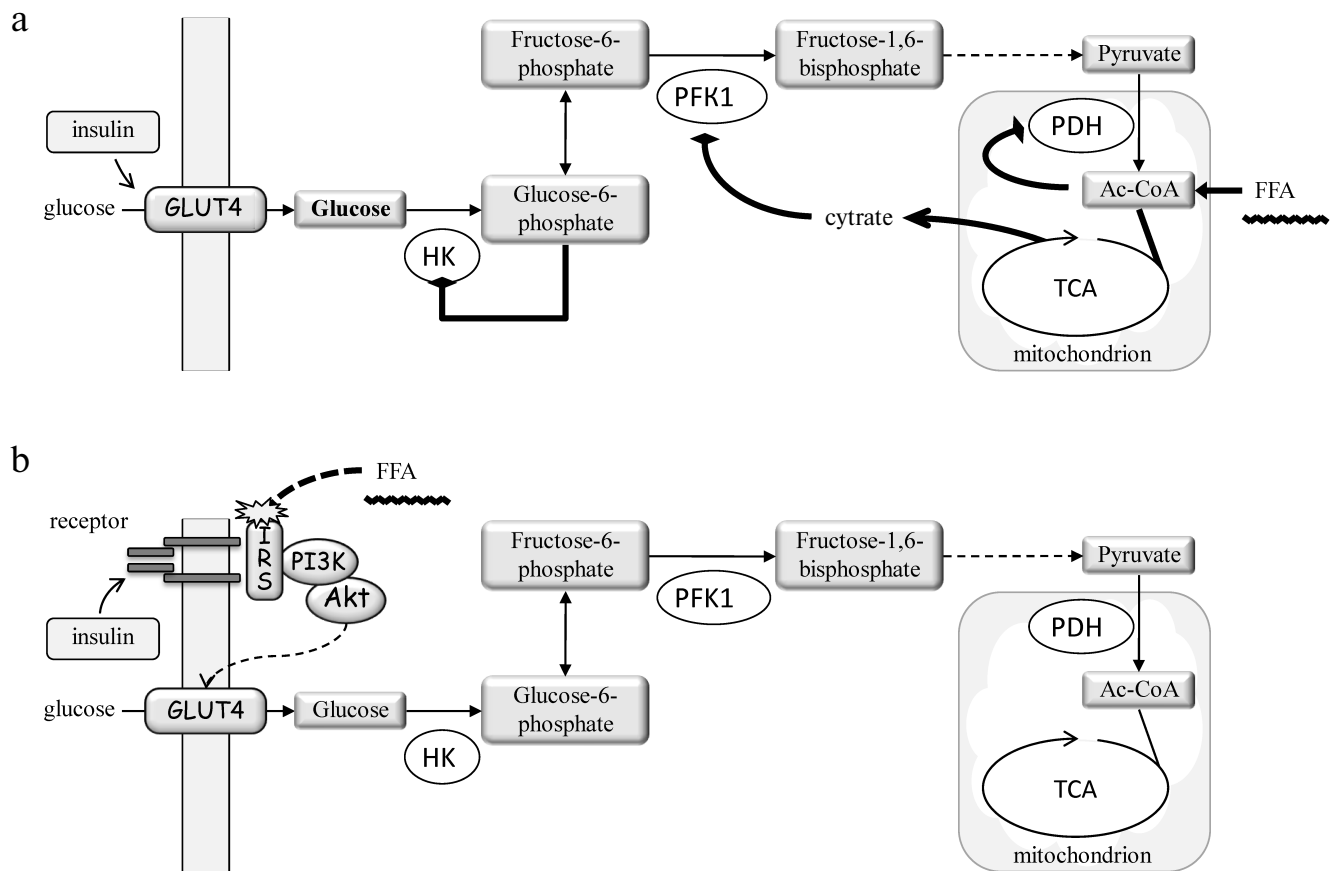 a
Fructose-6-
phosphate
Fructose-1,6-
bisphosphate
Pyruvate
PFK1
insulin
PDH
glucose
GLUT4
Glucose
Glucose-6-
phosphate
Ac-CoA
FFA
cytrate
HK
TCA
mitochondrion
b
FFA
receptor
IRS
PI3K
Akt
Fructose-6-
phosphate
Fructose-1,6-
bisphosphate
Pyruvate
PFK1
insulin
PDH
glucose
GLUT4
Glucose
Glucose-6-
phosphate
Ac-CoA
HK
TCA
mitochondrion